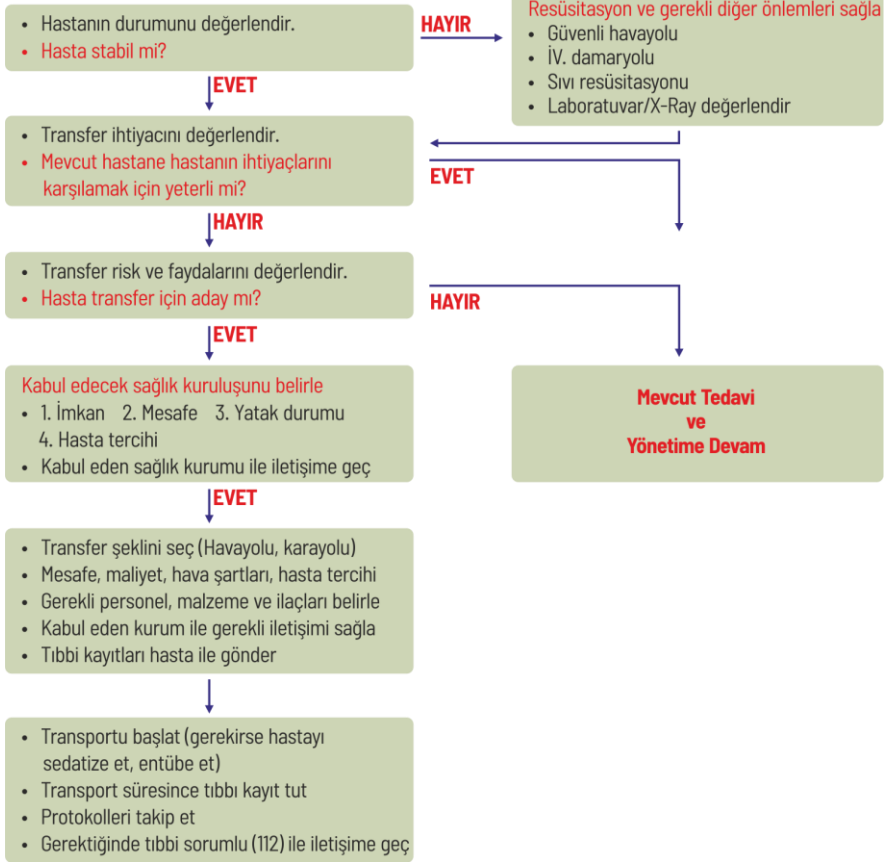 • Hastanın durumunu değerlendir.
• Hasta stabil mi?
HAYIR
Resüsitasyon ve gerekli diğer önlemleri sağla
• Güvenli havayolu
• İV. damaryolu
• Sıvı resüsitasyonu
• Laboratuvar/X-Ray değerlendir
EVET
• Transfer ihtiyacını değerlendir.
• Mevcut hastane hastanın ihtiyaçlarını
karşılamak için yeterli mi?
EVET
HAYIR
• Transfer risk ve faydalarını değerlendir.
• Hasta transfer için aday mı?
HAYIR
EVET
Kabul edecek sağlık kuruluşunu belirle
• 1. İmkan 2. Mesafe 3. Yatak durumu
4. Hasta tercihi
• Kabul eden sağlık kurumu ile iletişime geç
Mevcut Tedavi
ve
Yönetime Devam
EVET
• Transfer şeklini seç (Havayolu, karayolu)
• Mesafe, maliyet, hava şartları, hasta tercihi
• Gerekli personel, malzeme ve ilaçları belirle
• Kabul eden kurum ile gerekli iletişimi sağla
• Tıbbi kayıtları hasta ile gönder
• Transportu başlat (gerekirse hastayı
sedatize et, entübe et)
• Transport süresince tıbbı kayıt tut
• Protokolleri takip et
• Gerektiğinde tıbbi sorumlu (112) ile iletişime geç